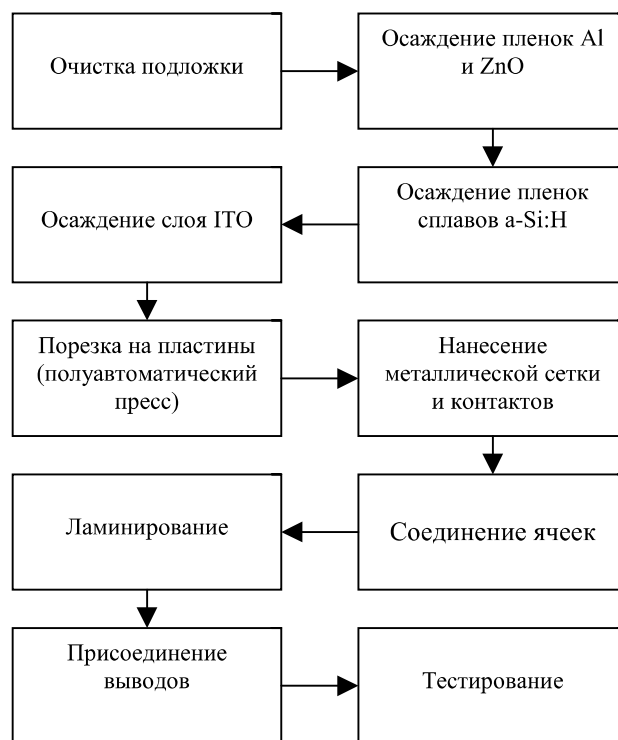 Очистка подложки
Осаждение пленок Al
и ZnO
Осаждение пленок
сплавов a-Si:H
Осаждение слоя ITO
Порезка на пластины
(полуавтоматический
пресс)
Нанесение
металлической сетки
и контактов
Соединение ячеек
Ламинирование
Присоединение
выводов
Тестирование